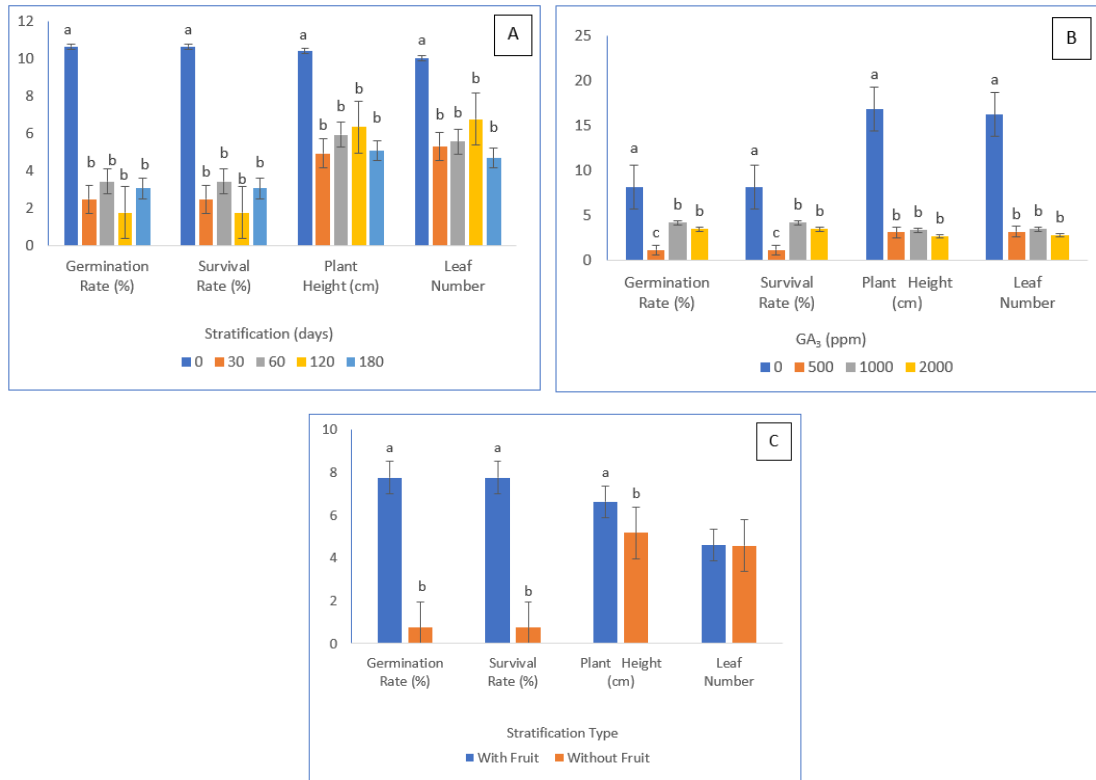 A
12
10
8
6
4
2
0
a a a a
b b b b
b b b b
b b b b
b b b b
Germination Survival Plant Leaf
Rate (%) Rate (%) Height (cm) Number
Stratification (days)
0 30 60 120 180
B
25
20
15
10
5
0
a a a a
c b b c b b b b b b b b
Germination Survival Plant Height Leaf
Rate (%) Rate (%) (cm) Number
GA₃ (ppm)
0 500 1000 2000
C
10
8
6
4
2
0
a a a b
b b
Germination Survival Plant Height Leaf
Rate (%) Rate (%) (cm) Number
Stratification Type
With Fruit Without Fruit